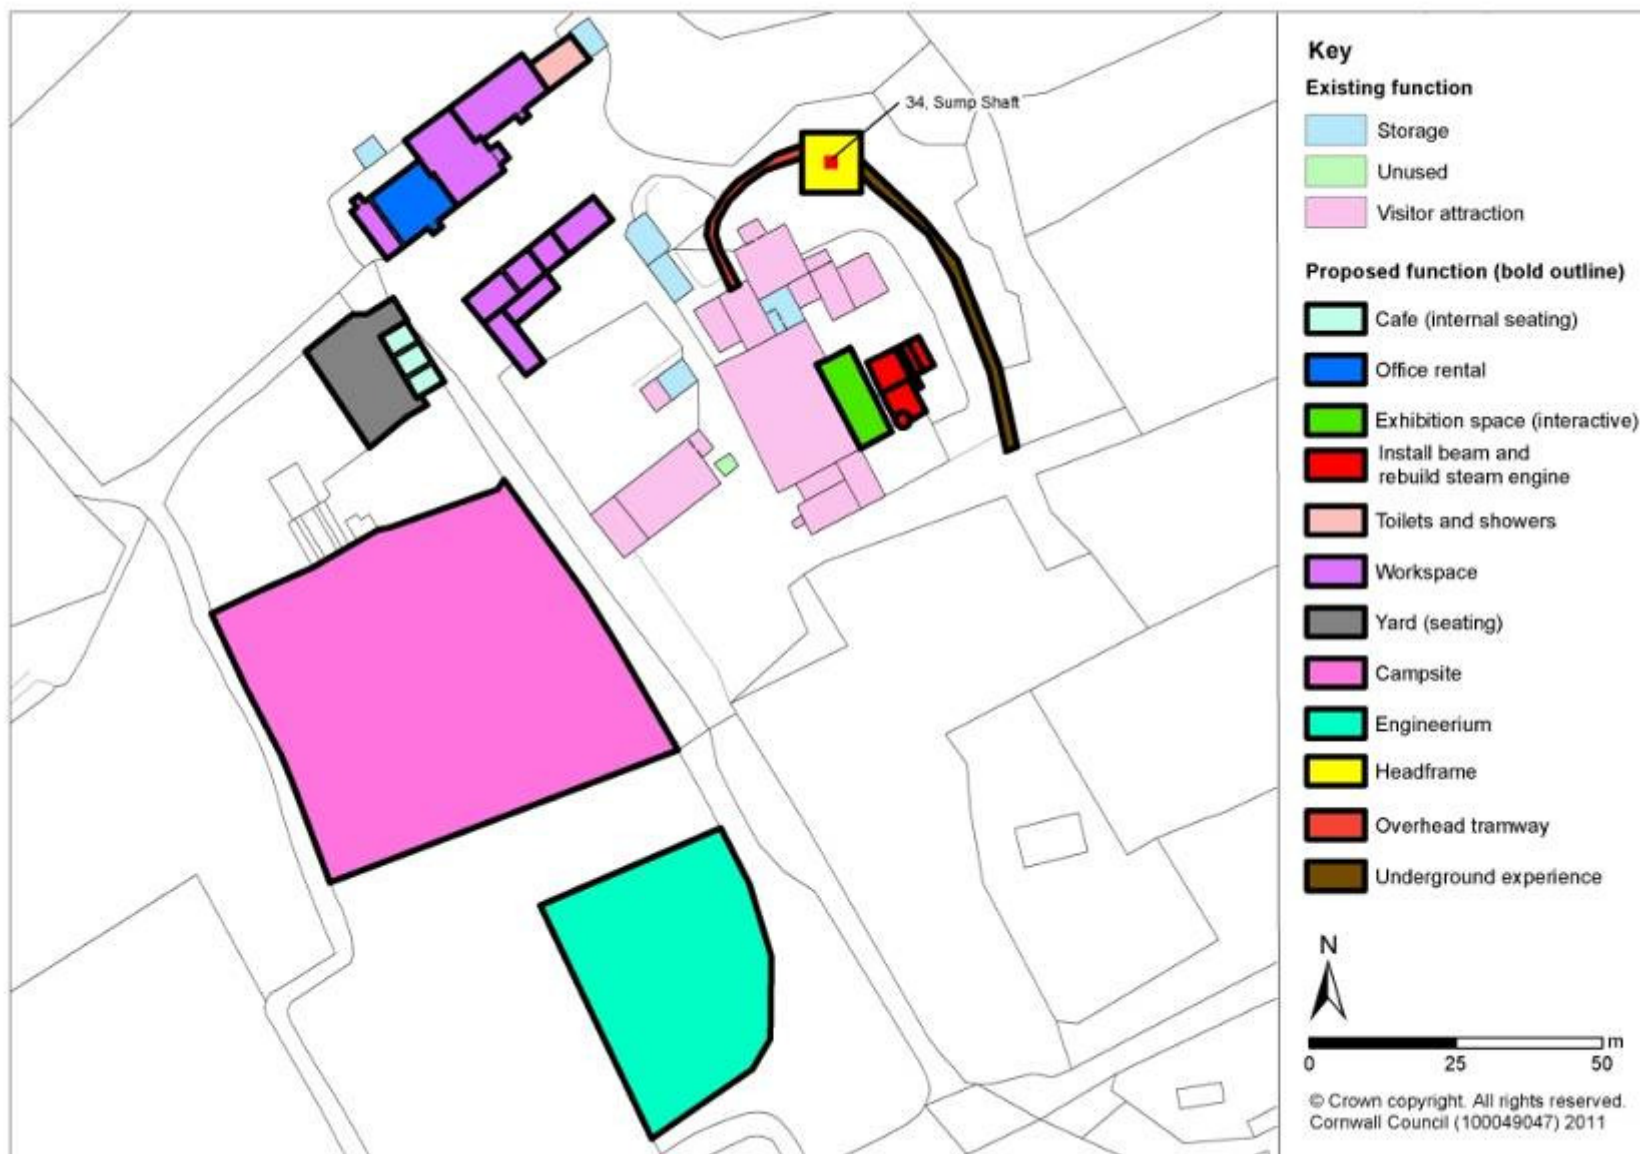 34, Sump Shaft
Key
Existing function
Storage
Unused
Visitor attraction
Proposed function (bold outline)
Cafe (internal seating)
Office rental
Exhibition space (interactive)
Install beam and
rebuild steam engine
Toilets and showers
Workspace
Yard (seating)
Campsite
Engineerium
Headframe
Overhead tramway
Underground experience
N
m
0 25 50
© Crown copyright. All rights reserved.
Cornwall Council (100049047) 2011